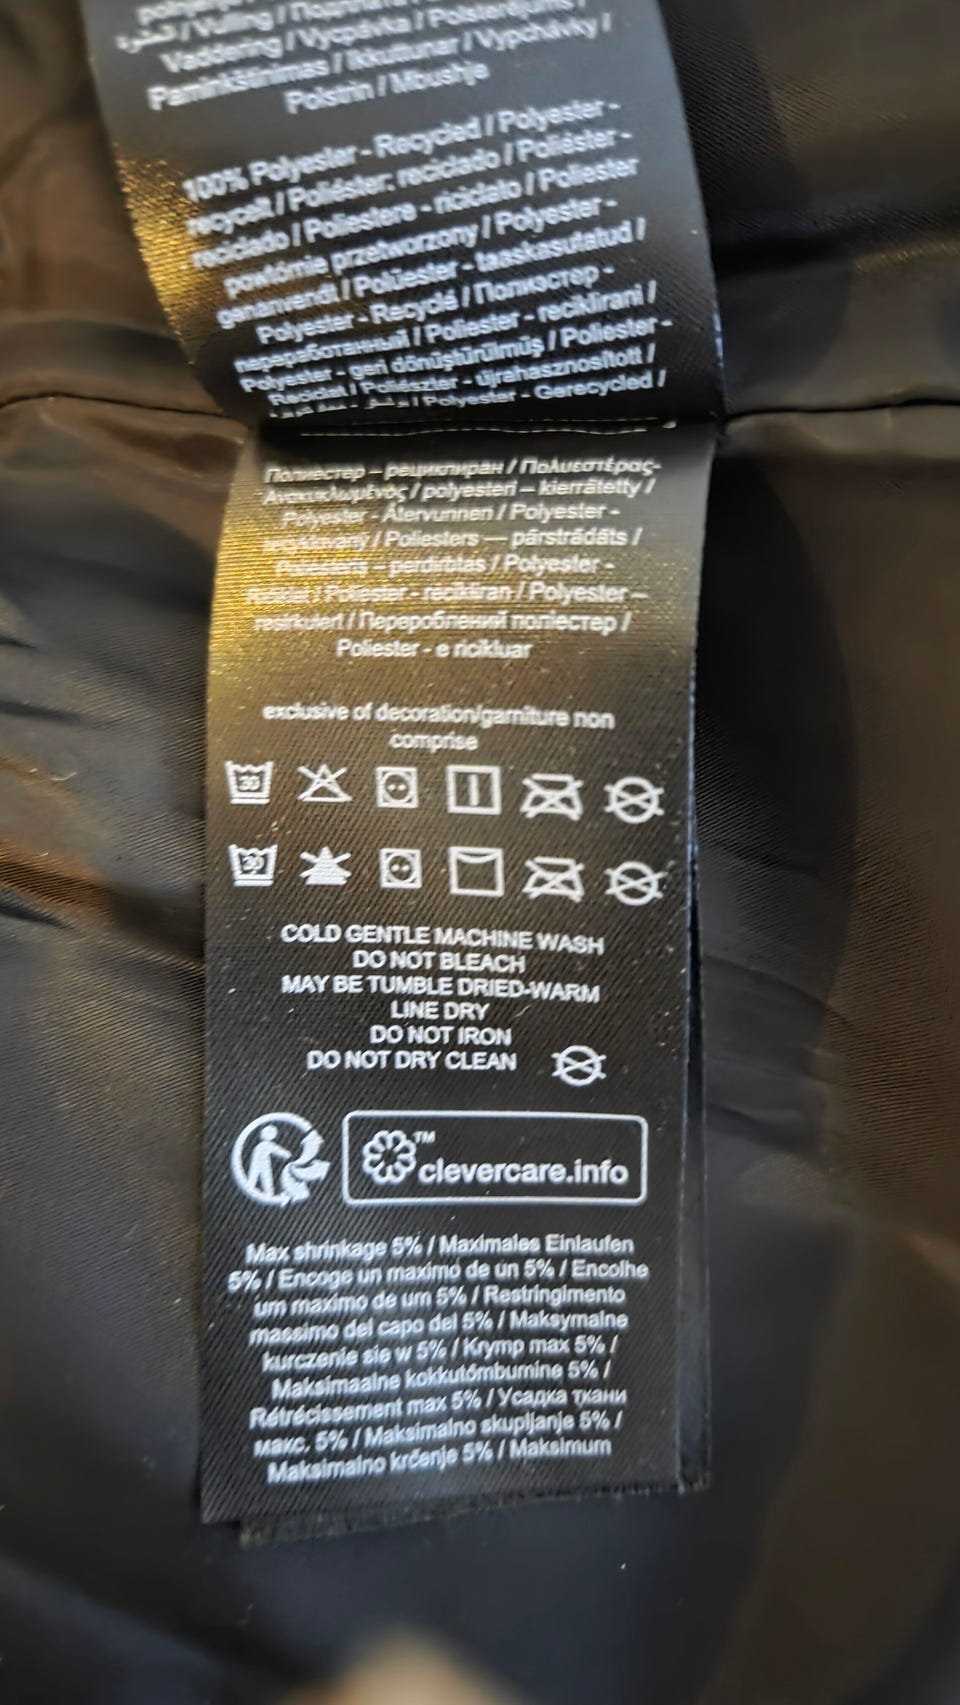 / Vulling /
Vaddering / Vycpávka / Polsterējums /
Paminkštinimas / Ikkuttunar / Vypchávky /
Polstrin / Mbushje
100% Polyester - Recycled / Polyester -
recycelt / Poliéster: reciclado / Poliéster -
reciclado / Poliestere - riciclato / Poliester
powtórnie przetworzony / Polyester -
genanvendt / Polüester - taaskasutatud /
Polyester - Recyclé / Полиэстер -
переработанный / Poliester - reciklirani /
Polyester - geri dönüştürülmüş / Poliester -
Reciclat / Poliészter - újrahasznosított /
/ Polyester - Gerecycled /
Полиестер – рециклиран / Πολυεστέρας-
Ανακυκλωμένος / polyesteri – kierrätetty /
Polyester - Återvunnen / Polyester -
recyklovaný / Poliesters — pārstrādāts /
Poliesteris – perdirbtas / Polyester -
/ Poliester - recikliran / Polyester –
resirkulert / Перероблений поліестер /
Poliester - e ricikluar
exclusive of decoration/garniture non
comprise
30
30
COLD GENTLE MACHINE WASH
DO NOT BLEACH
MAY BE TUMBLE DRIED-WARM
LINE DRY
DO NOT IRON
DO NOT DRY CLEAN
™
clevercare.info
Max shrinkage 5% / Maximales Einlaufen
5% / Encoge un maximo de un 5% / Encolhe
um maximo de um 5% / Restringimento
massimo del capo del 5% / Maksymalne
kurczenie sie w 5% / Krymp max 5% /
Maksimaalne kokkutõmbumine 5% /
Rétrécissement max 5% / Усадка ткани
макс. 5% / Maksimalno skupljanje 5% /
Maksimalno krčenje 5% / Maksimum